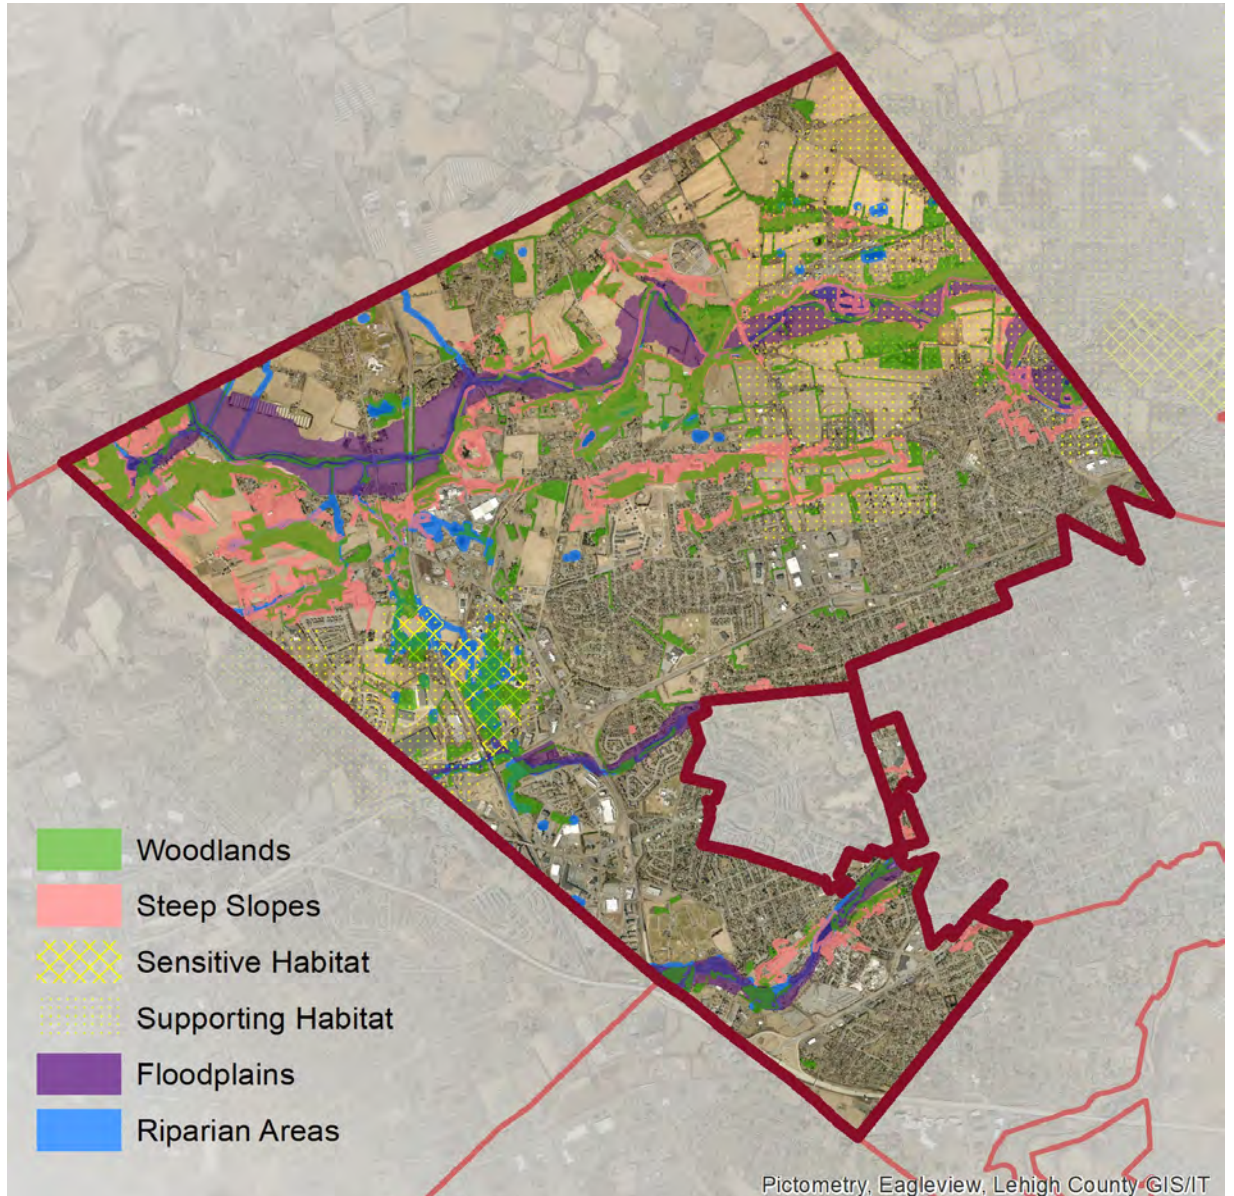 Woodlands
Steep Slopes
Sensitive Habitat
Supporting Habitat
Floodplains
Riparian Areas
Pictometry, Eagleview, Lehigh County GIS/IT